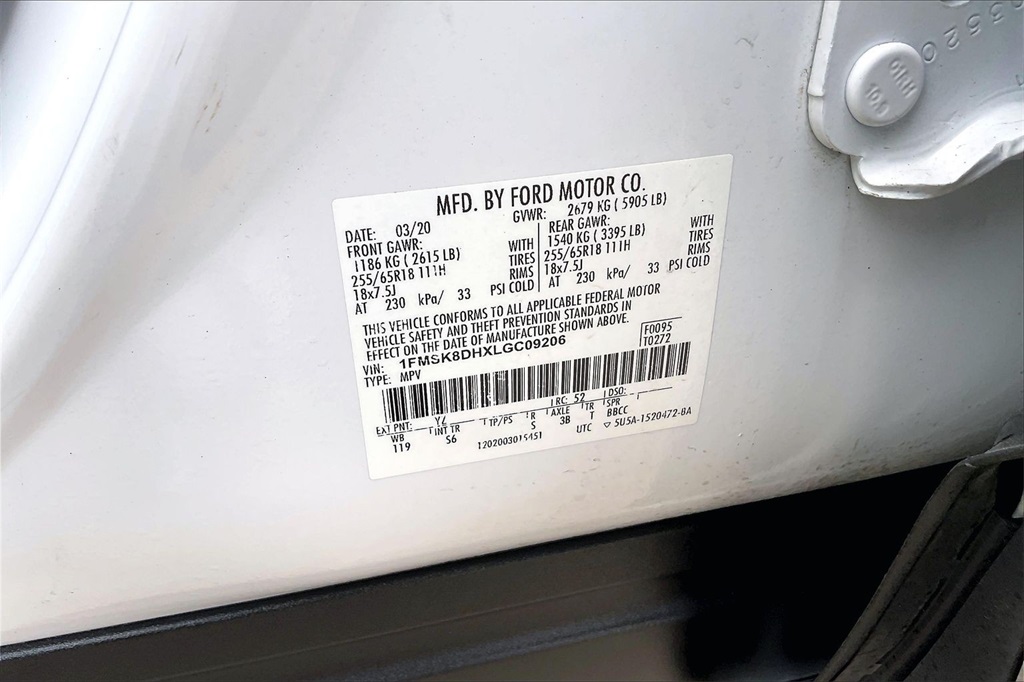 MFD. BY FORD MOTOR CO.
DATE: 03/20 GVWR: 2679 KG ( 5905 LB)
FRONT GAWR: REAR GAWR:
1186 KG ( 2615 LB) WITH 1540 KG ( 3395 LB) WITH
255/65R18 111H TIRES 255/65R18 111H TIRES
18x7.5J RIMS 18x7.5J RIMS
AT 230 kPa/ 33 PSI COLD AT 230 kPa/ 33 PSI COLD
THIS VEHICLE CONFORMS TO ALL APPLICABLE FEDERAL MOTOR
VEHICLE SAFETY AND THEFT PREVENTION STANDARDS IN
EFFECT ON THE DATE OF MANUFACTURE SHOWN ABOVE.
VIN: 1FMSK8DHXLGC09206 F0095
TYPE: MPV T0272
EXT PNT: YZ RC: 52 DSO:
WB INT TR TP/PS R AXLE TR SPR
119 S6 S 3B T BBCC
1202003015451 UTC ▽ 5U5A-1520472-BA